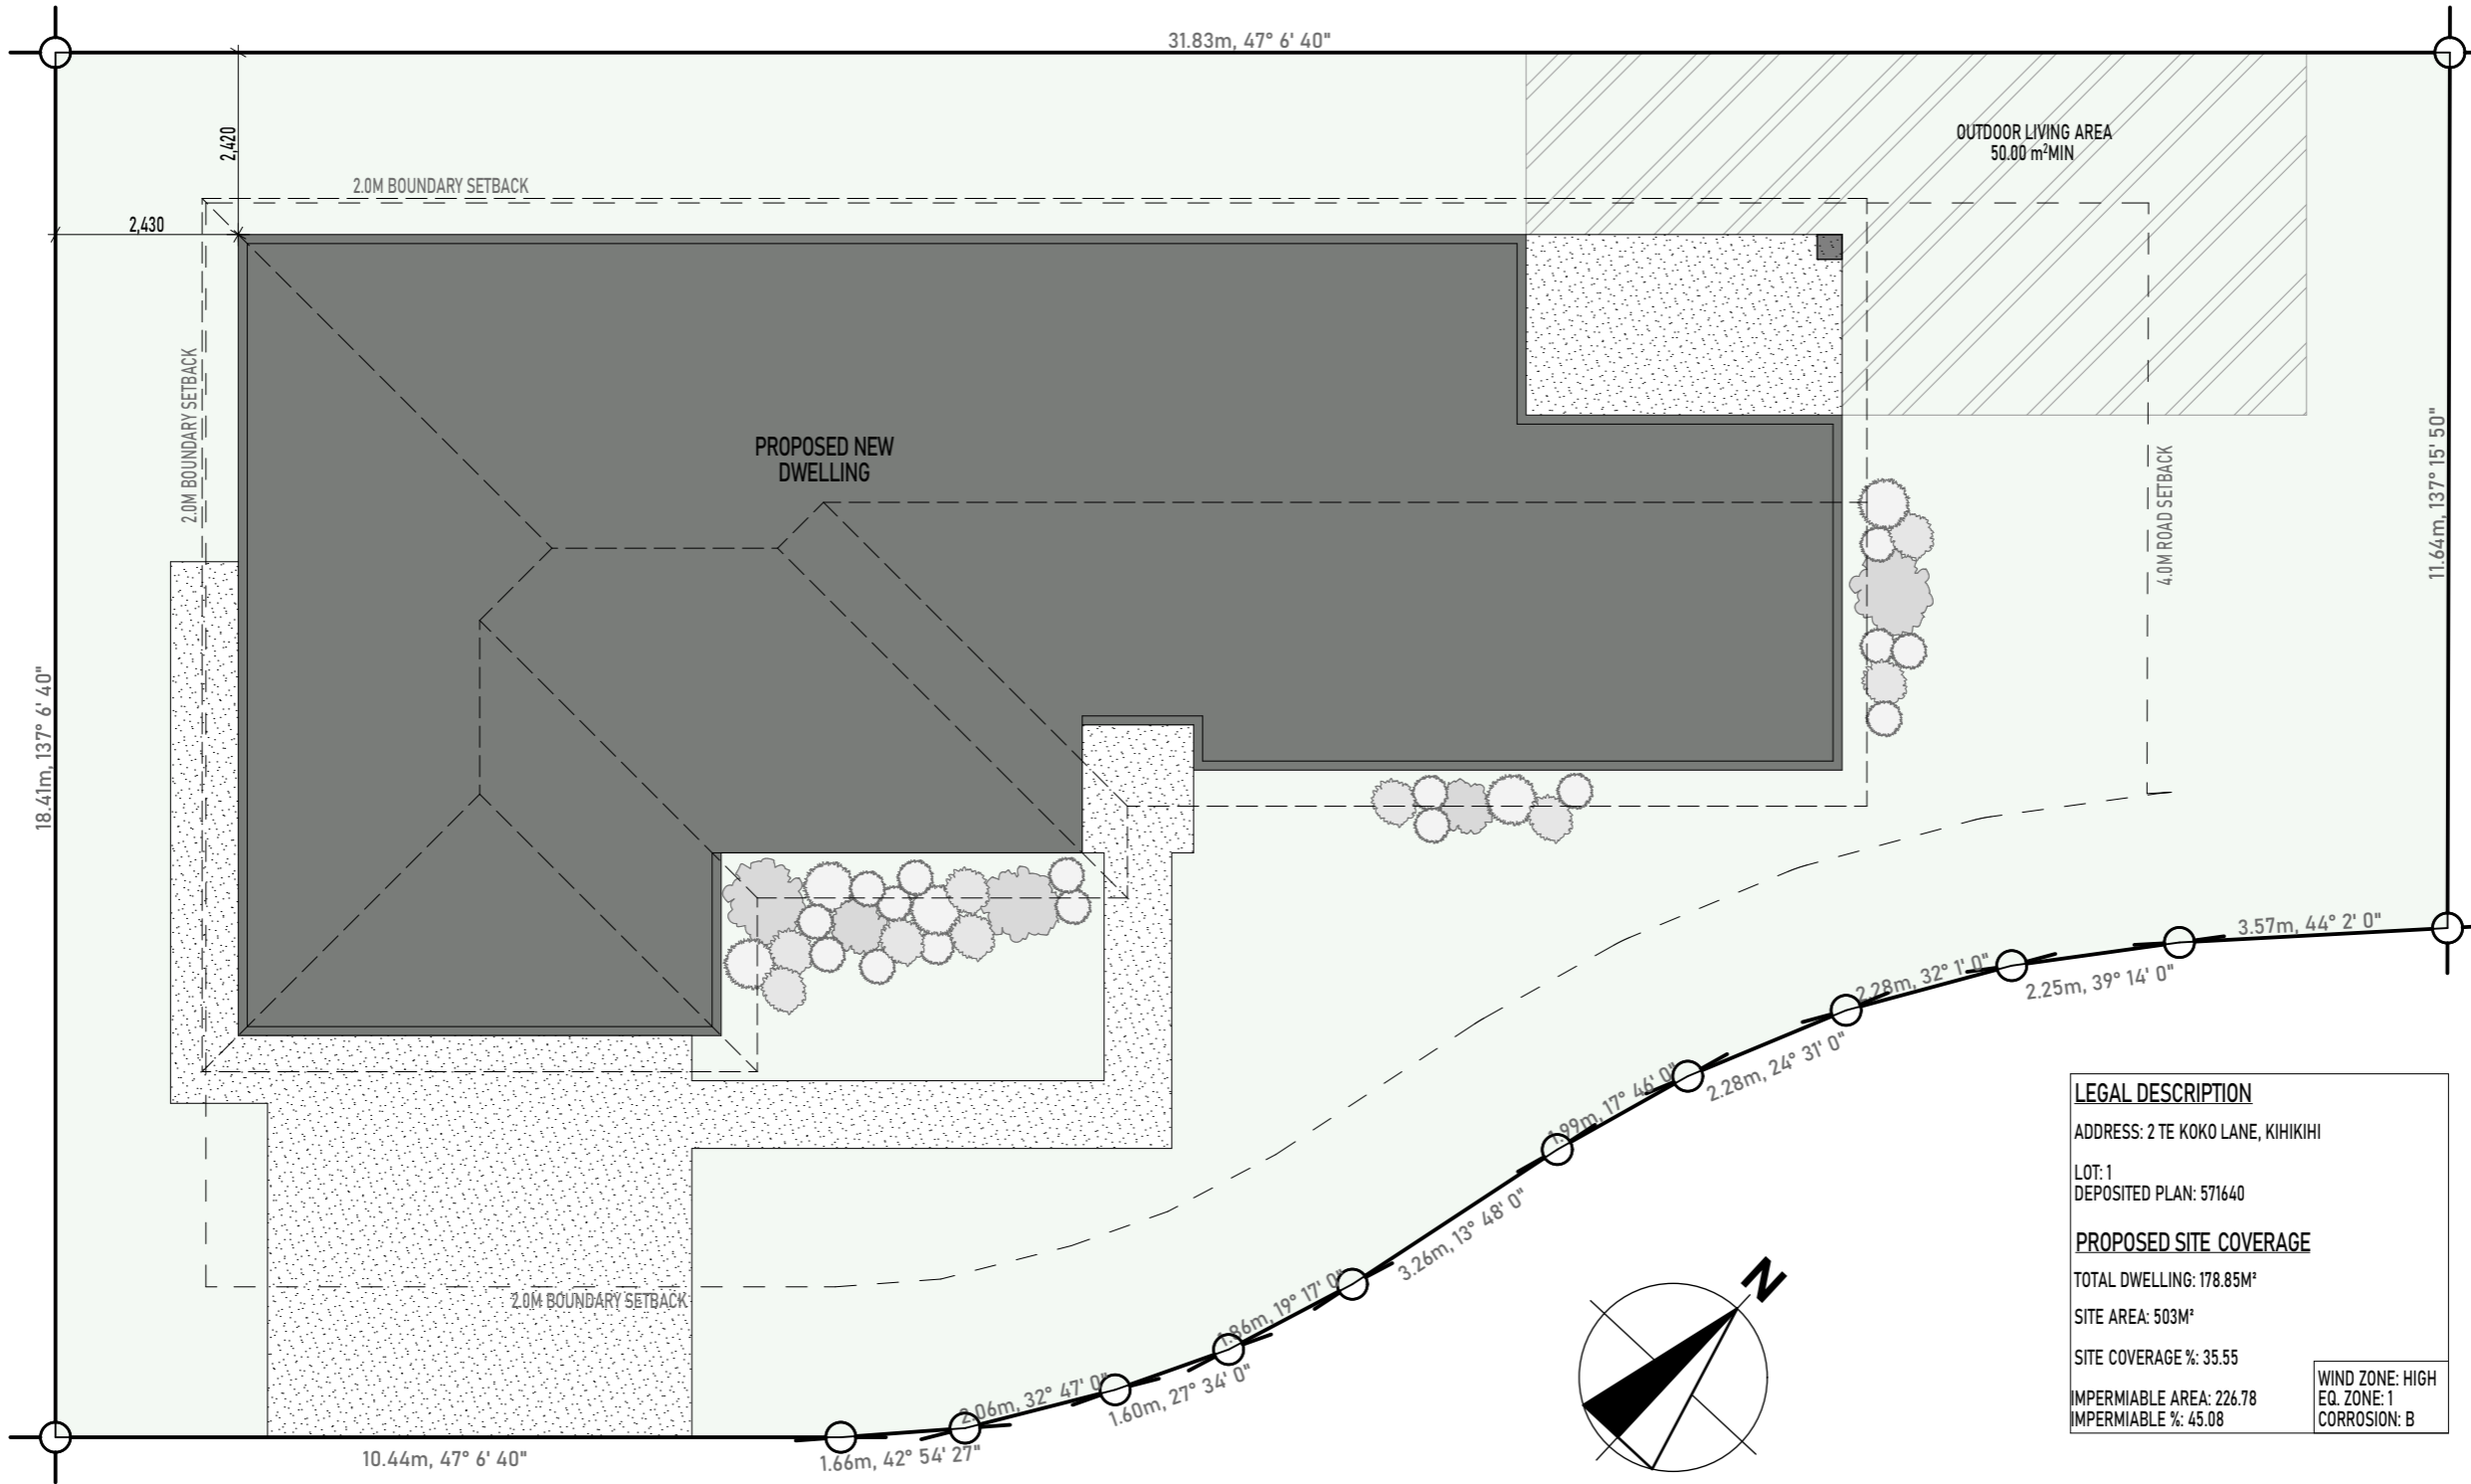 31.83m, 47° 6' 40"
OUTDOOR LIVING AREA
50.00 m²MIN
2,420
2.0M BOUNDARY SETBACK
2,430
2.0M BOUNDARY SETBACK
PROPOSED NEW
DWELLING
4.0M ROAD SETBACK
11.64m, 137° 15' 50"
18.41m, 137° 6' 40"
3.57m, 44° 2' 0"
2.28m, 32° 1' 0"
2.25m, 39° 14' 0"
1.99m, 17° 46' 0"
2.28m, 24° 31' 0"
3.26m, 13° 48' 0"
1.86m, 19° 17' 0"
2.0M BOUNDARY SETBACK
2.06m, 32° 47' 0"
1.60m, 27° 34' 0"
10.44m, 47° 6' 40"
1.66m, 42° 54' 27"
N
LEGAL DESCRIPTION
ADDRESS: 2 TE KOKO LANE, KIHIKIHI
LOT: 1
DEPOSITED PLAN: 571640
PROPOSED SITE COVERAGE
TOTAL DWELLING: 178.85M²
SITE AREA: 503M²
SITE COVERAGE %: 35.55
IMPERMIABLE AREA: 226.78
IMPERMIABLE %: 45.08
WIND ZONE: HIGH
EQ. ZONE: 1
CORROSION: B